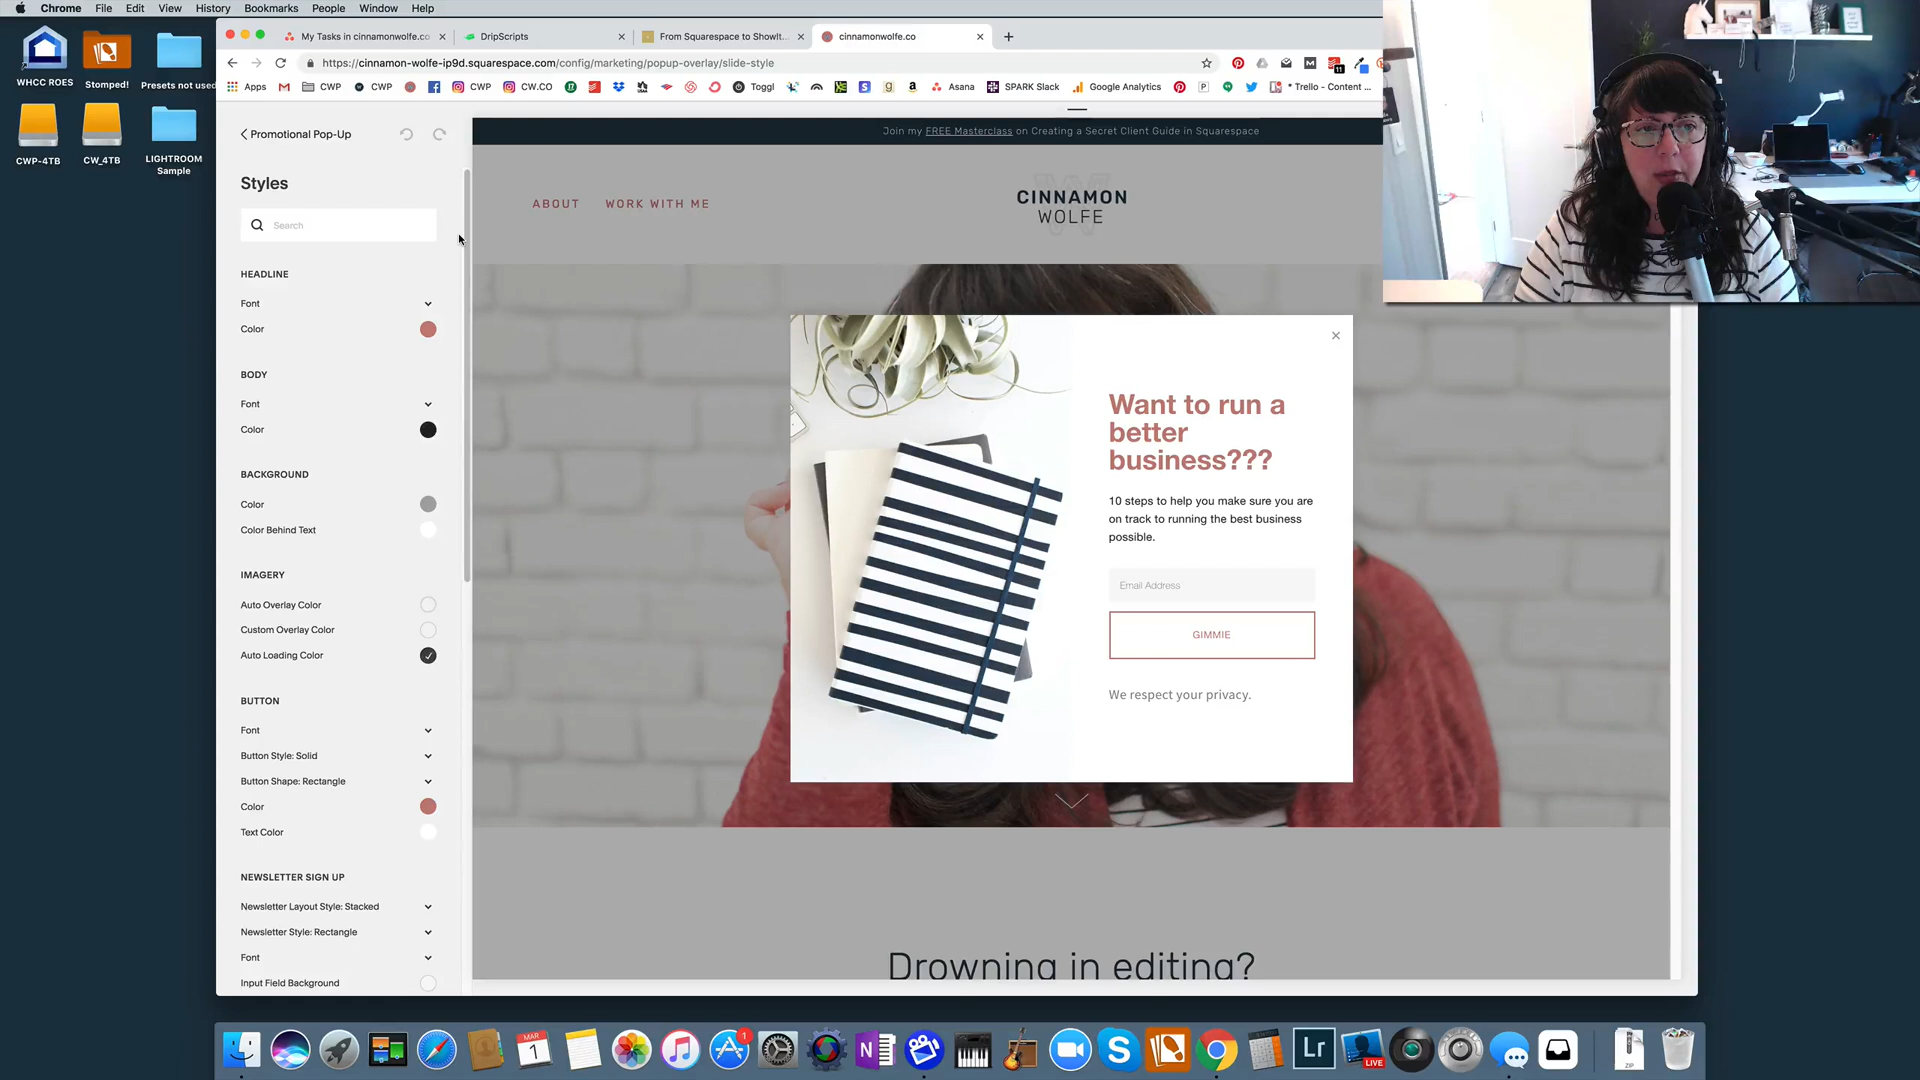 Chrome File Edit View History Bookmarks People Window Help
WHCC ROES
Stomped!
Presets not used
CWP-4TB
CW_4TB
LIGHTROOM
Sample
My Tasks in cinnamonwolfe.co
DripScripts
From Squarespace to ShowIt...
cinnamonwolfe.co
https://cinnamon-wolfe-ip9d.squarespace.com/config/marketing/popup-overlay/slide-style
11
Apps CWP CWP CWP CW.CO Toggl Asana SPARK Slack Google Analytics * Trello - Content ...
Promotional Pop-Up
Styles
Search
HEADLINE
Font
Color
BODY
Font
Color
BACKGROUND
Color
Color Behind Text
IMAGERY
Auto Overlay Color
Custom Overlay Color
Auto Loading Color
BUTTON
Font
Button Style: Solid
Button Shape: Rectangle
Color
Text Color
NEWSLETTER SIGN UP
Newsletter Layout Style: Stacked
Newsletter Style: Rectangle
Font
Input Field Background
Join my FREE Masterclass on Creating a Secret Client Guide in Squarespace
ABOUT WORK WITH ME
CINNAMON
WOLFE
Want to run a
better
business???
10 steps to help you make sure you are
on track to running the best business
possible.
Email Address
GIMMIE
We respect your privacy.
Drowning in editing?
MAR
1
1
N
S
Lr
LIVE
ZIP